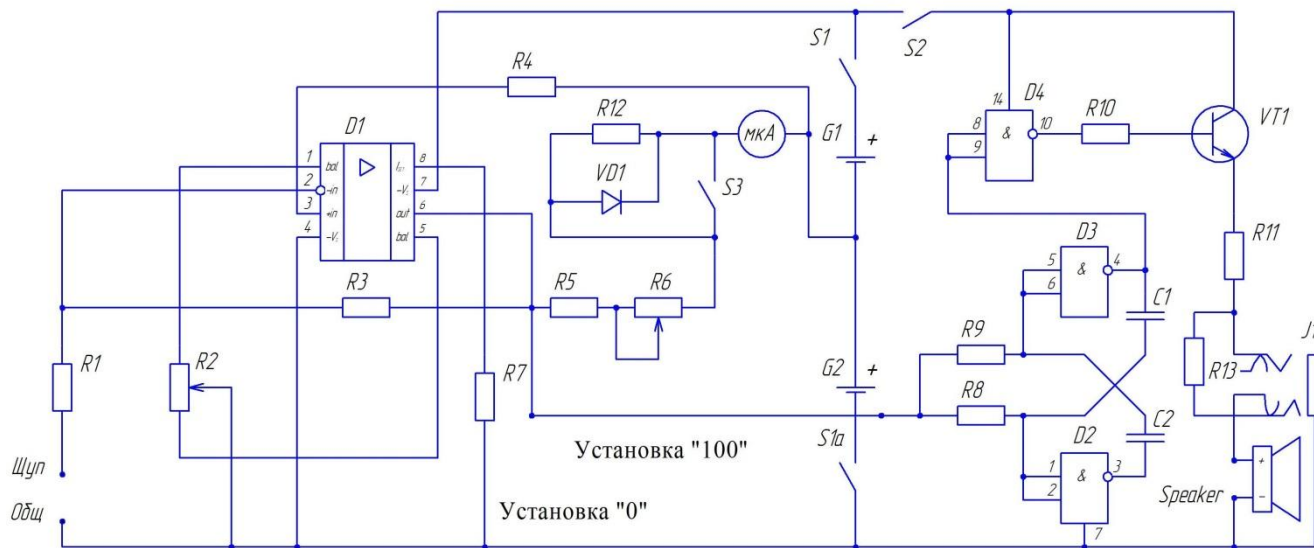 S1
S2
R4
D4
14
R12
мкА
8
&
10
R10
VT1
9
D1
G1
+
1
bal
8
2
-in
7
-V
VD1
S3
3
+in
6
out
4
-V
5
bal
D3
R11
5
&
4
6
R3
R5
R6
C1
R9
J1
R1
R2
R7
G2
+
R13
R8
C2
D2
Установка "100"
S1a
1
&
3
2
Щуп
+
Speaker
-
Общ
Установка "0"
7